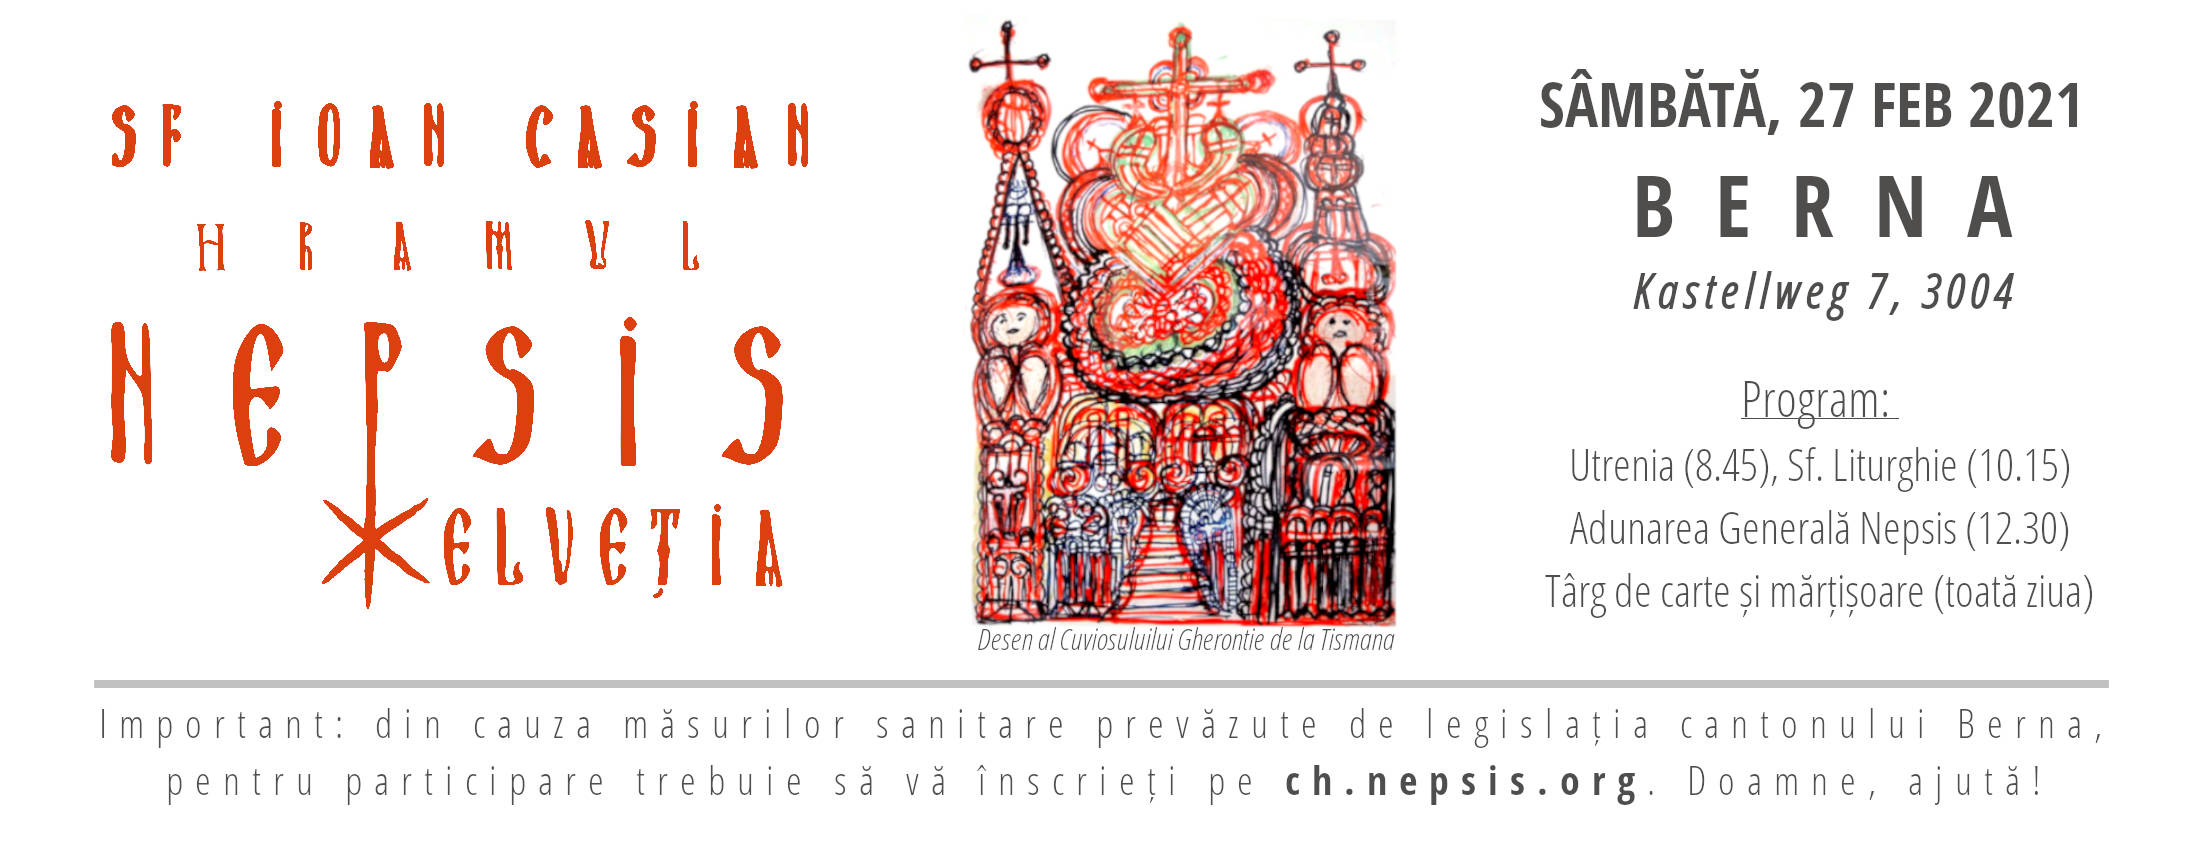 SF IOAN CASIAN
HRAMUL
NEPSIS
ELVEȚIA
Desen al Cuviosuluilui Gherontie de la Tismana
SÂMBĂTĂ, 27 FEB 2021
BERNA
Kastellweg 7, 3004
Program:
Utrenia (8.45), Sf. Liturghie (10.15)
Adunarea Generală Nepsis (12.30)
Târg de carte și mărțișoare (toată ziua)
Important: din cauza măsurilor sanitare prevăzute de legislația cantonului Berna,
pentru participare trebuie să vă înscrieți pe ch.nepsis.org. Doamne, ajută!